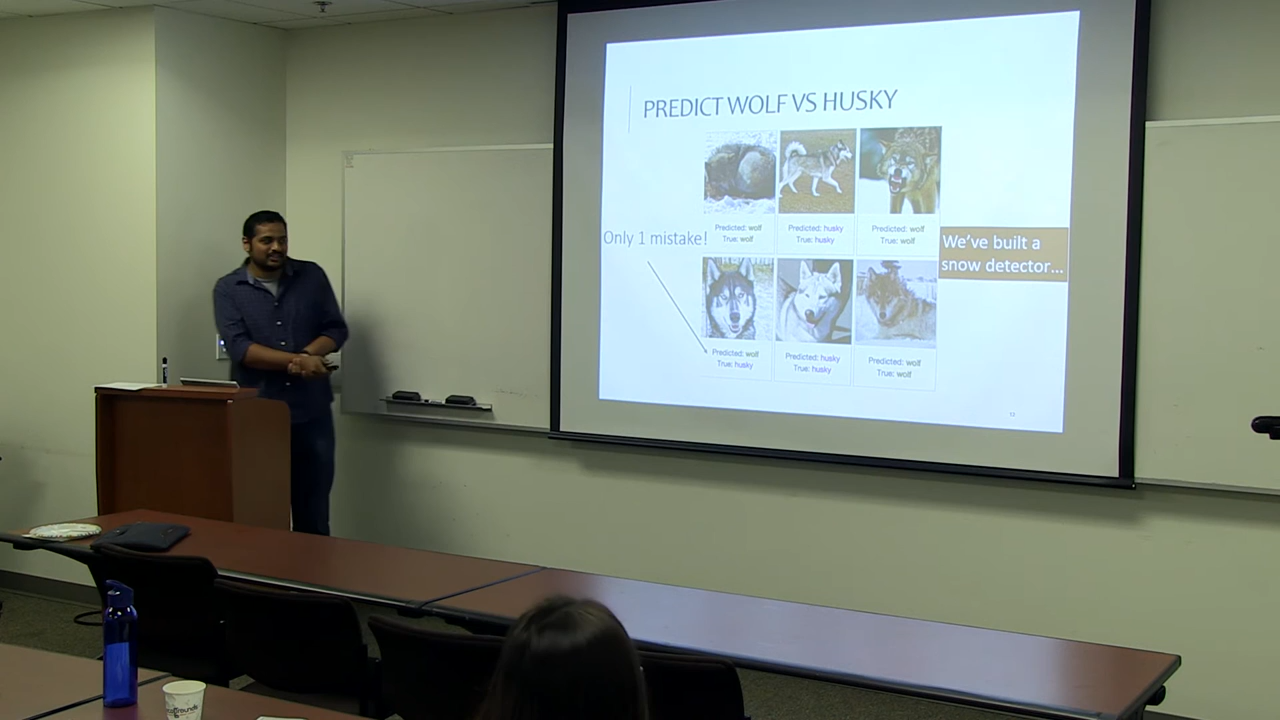 PREDICT WOLF VS HUSKY
Predicted: wolf
True: wolf
Predicted: husky
True: husky
Predicted: wolf
True: wolf
Only 1 mistake!
We've built a
snow detector...
Predicted: wolf
True: husky
Predicted: husky
True: husky
Predicted: wolf
True: wolf